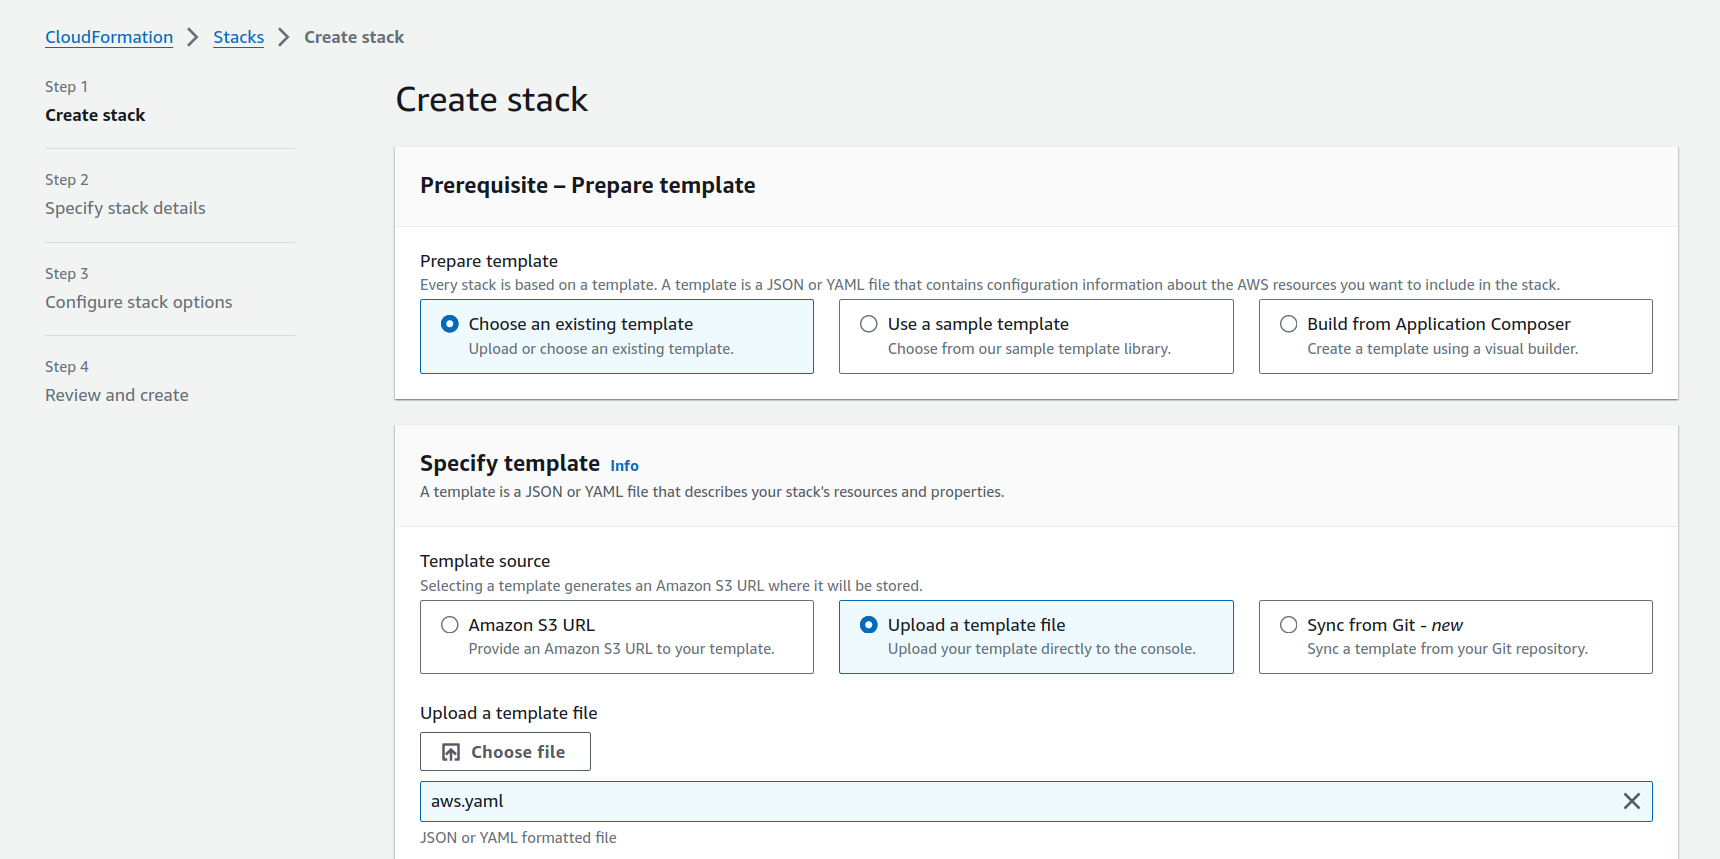 CloudFormation > Stacks > Create stack
Step 1
Create stack
Step 2
Specify stack details
Step 3
Configure stack options
Step 4
Review and create
Create stack
Prerequisite – Prepare template
Prepare template
Every stack is based on a template. A template is a JSON or YAML file that contains configuration information about the AWS resources you want to include in the stack.
Choose an existing template
Upload or choose an existing template.
Use a sample template
Choose from our sample template library.
Build from Application Composer
Create a template using a visual builder.
Specify template Info
A template is a JSON or YAML file that describes your stack's resources and properties.
Template source
Selecting a template generates an Amazon S3 URL where it will be stored.
Amazon S3 URL
Provide an Amazon S3 URL to your template.
Upload a template file
Upload your template directly to the console.
Sync from Git - new
Sync a template from your Git repository.
Upload a template file
Choose file
aws.yaml
JSON or YAML formatted file